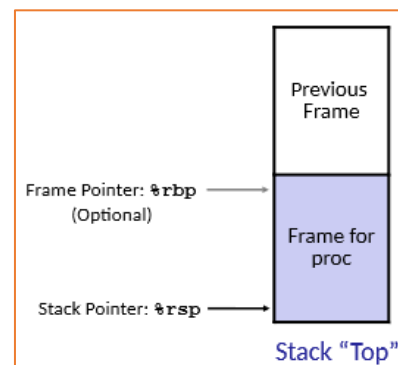 Previous
Frame
Frame Pointer: %rbp
(Optional)
Frame for
proc
Stack Pointer: %rsp
Stack “Top”